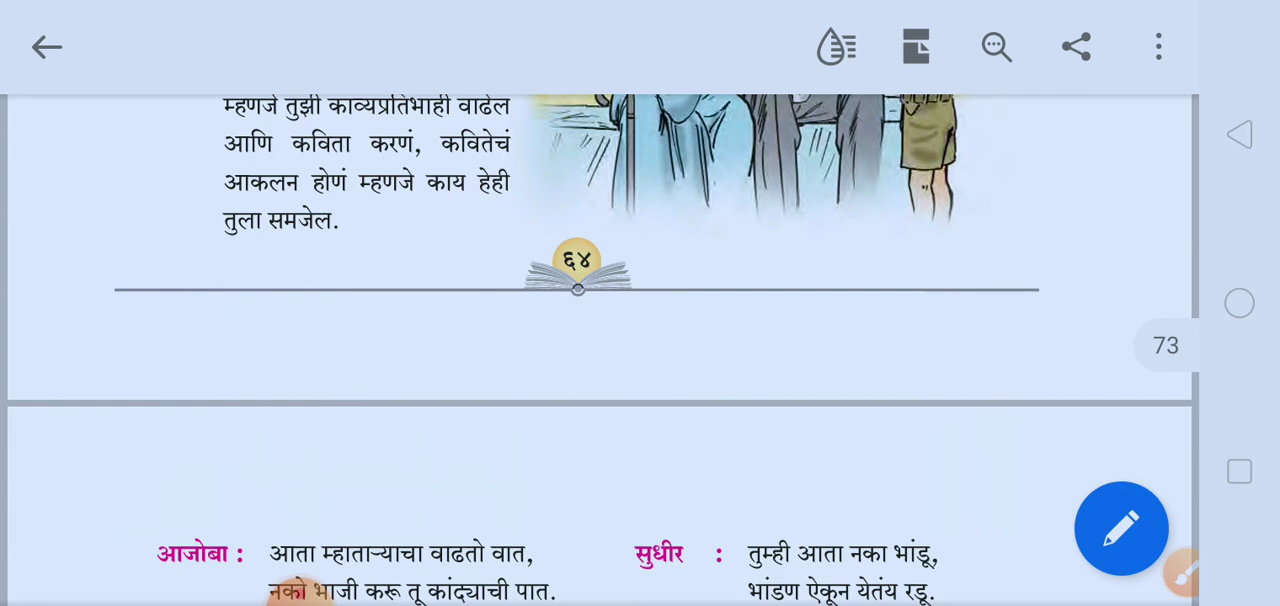 म्हणजे तुझी काव्यप्रतिभाही वाढेल
आणि कविता करणं, कवितेचं
आकलन होणं म्हणजे काय हेही
तुला समजेल.
६४
73
आजोबा : आता म्हाताऱ्याचा वाढतो वात,
नको भाजी करू तू कांद्याची पात.
सुधीर : तुम्ही आता नका भांडू,
भांडण ऐकून येतंय रडू.